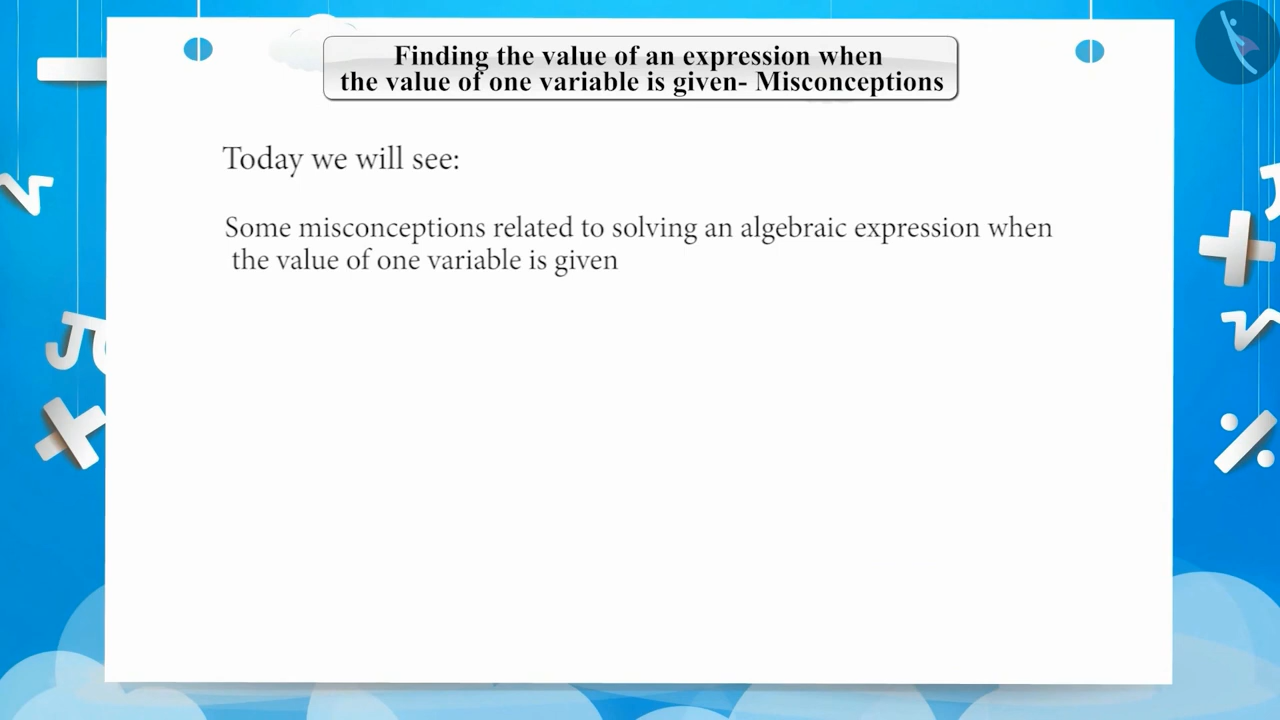 Finding the value of an expression when
the value of one variable is given- Misconceptions
Today we will see:
Some misconceptions related to solving an algebraic expression when
the value of one variable is given